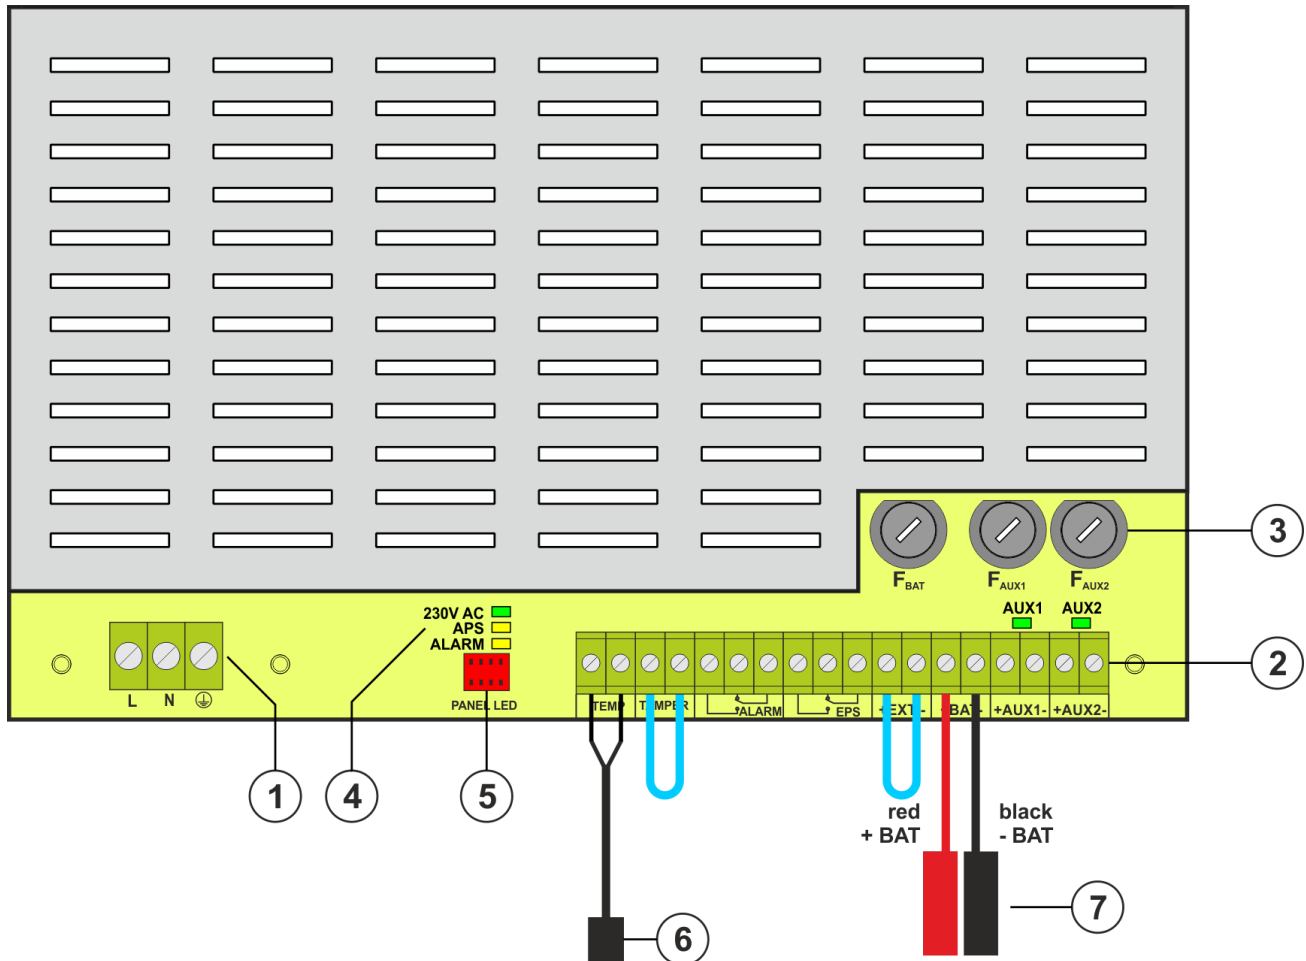 3
F BAT
F AUX1
F AUX2
AUX1
AUX2
230V AC
APS
ALARM
2
L
N
PANEL LED
TEMP
TAMPER
ALARM
EPS
+EXT-
+BAT-
+AUX1-
+AUX2-
1
4
5
red
+ BAT
black
- BAT
7
6